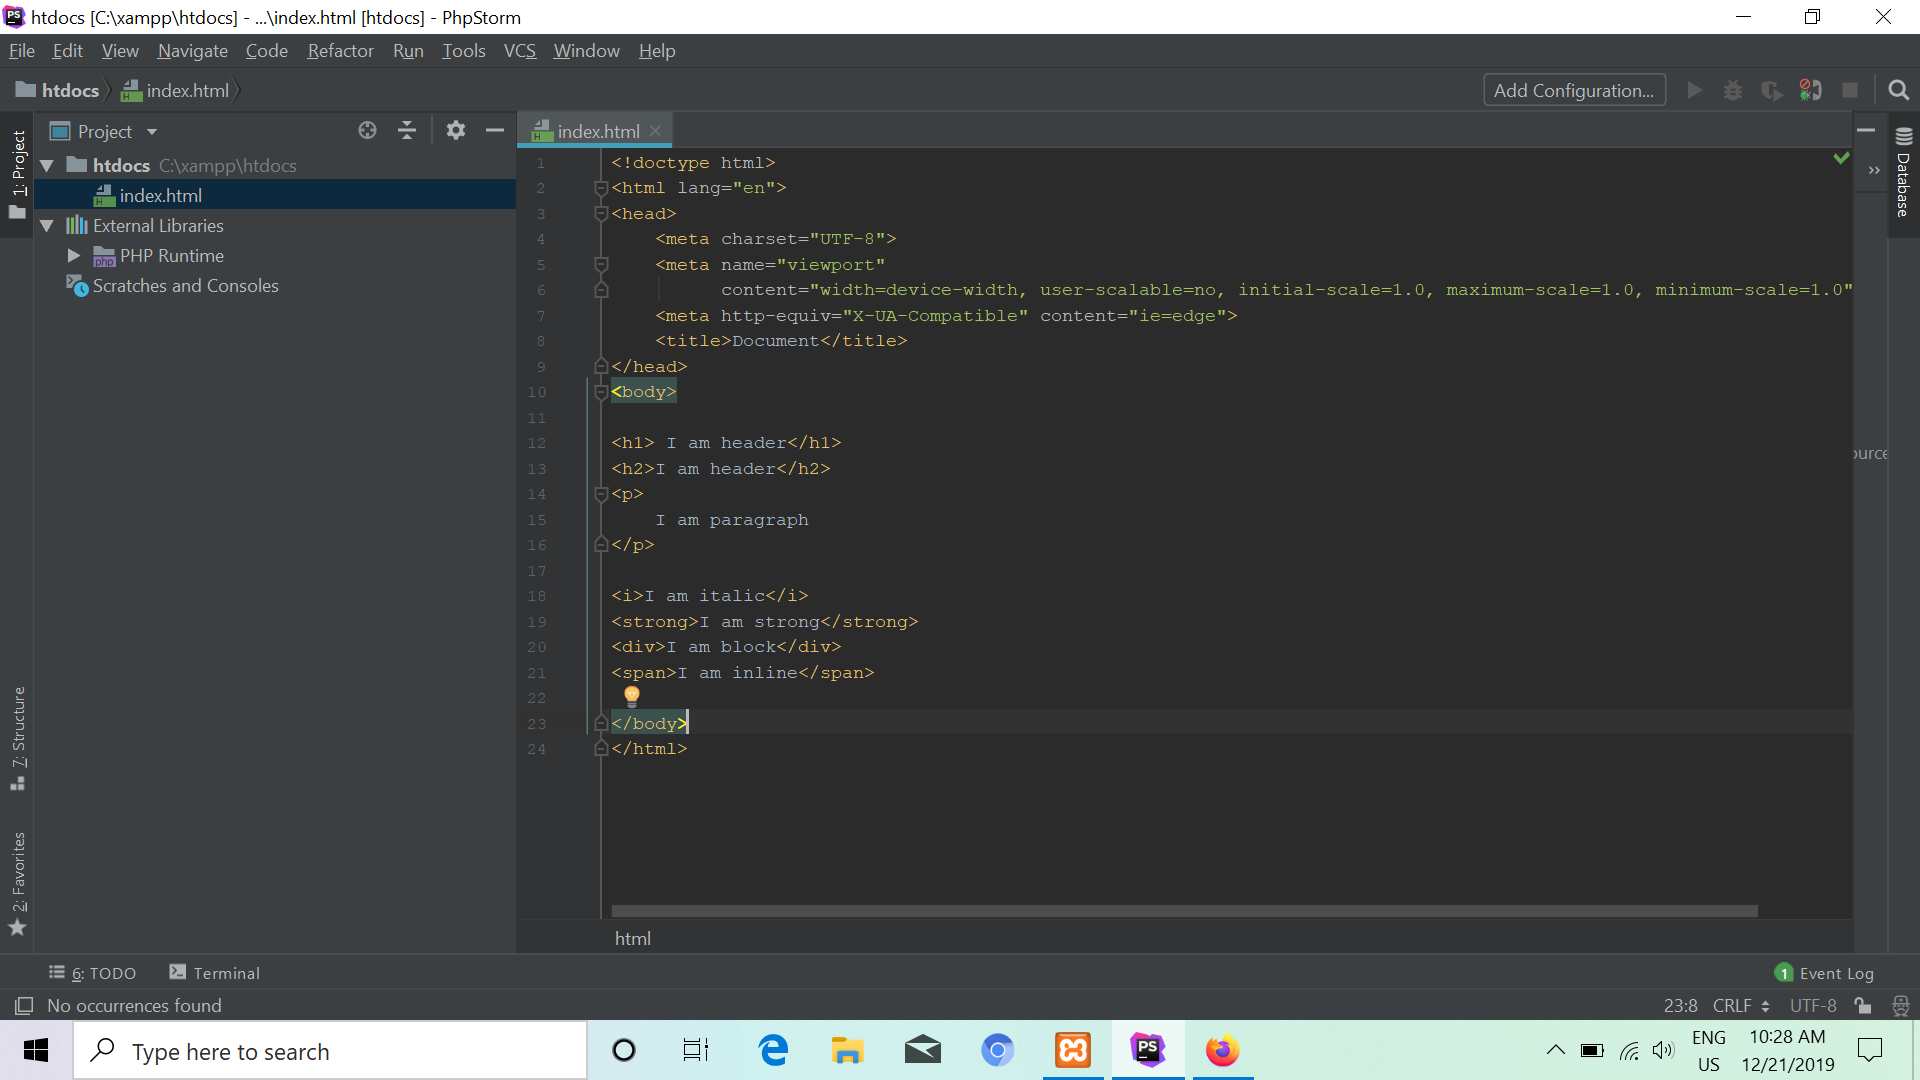 htdocs [C:\xampp\htdocs] - ...\index.html [htdocs] - PhpStorm
File Edit View Navigate Code Refactor Run Tools VCS Window Help
htdocs index.html Add Configuration...
Project
index.html
1: Project
htdocs C:\xampp\htdocs
index.html
External Libraries
PHP Runtime
Scratches and Consoles
7: Structure
2: Favorites
1 <!doctype html>
2 <html lang="en">
3 <head>
4 <meta charset="UTF-8">
5 <meta name="viewport"
6 content="width=device-width, user-scalable=no, initial-scale=1.0, maximum-scale=1.0, minimum-scale=1.0"
7 <meta http-equiv="X-UA-Compatible" content="ie=edge">
8 <title>Document</title>
9 </head>
10 <body>
11
12 <h1> I am header</h1>
13 <h2>I am header</h2>
14 <p>
15 I am paragraph
16 </p>
17
18 <i>I am italic</i>
19 <strong>I am strong</strong>
20 <div>I am block</div>
21 <span>I am inline</span>
22
23 </body>
24 </html>
html
Database
6: TODO Terminal
1 Event Log
No occurrences found
23:8 CRLF UTF-8
Type here to search
ENG
US
10:28 AM
12/21/2019